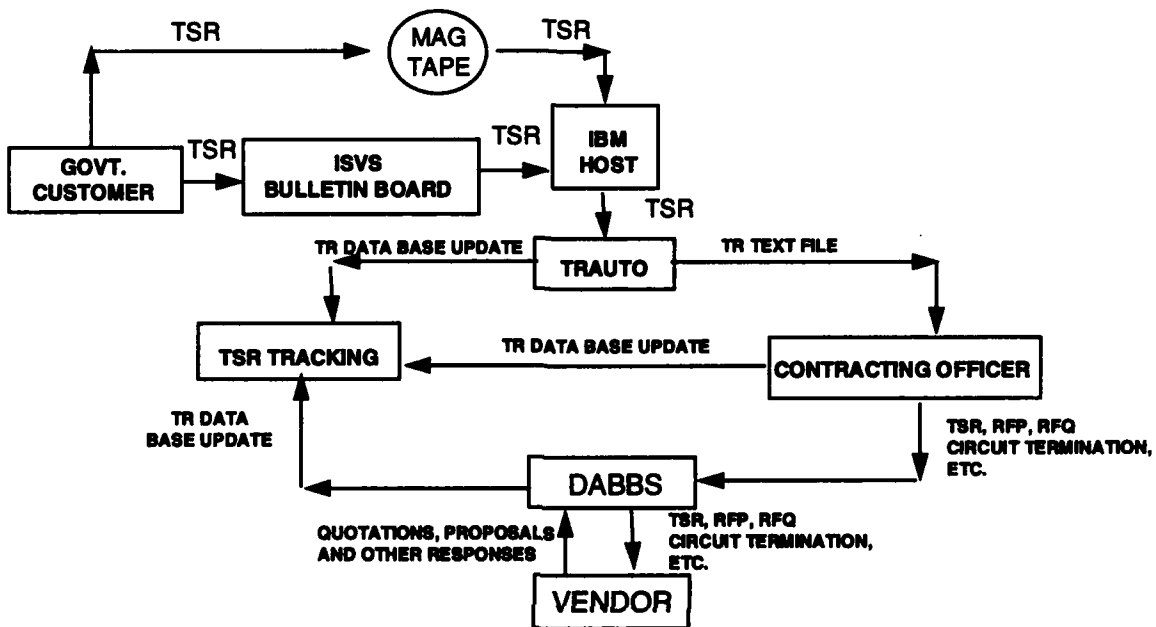 TSR
MAG
TAPE
TSR
GOVT.
CUSTOMER
TSR
ISVS
BULLETIN BOARD
TSR
IBM
HOST
TSR
TR DATA BASE UPDATE
TRAUTO
TR TEXT FILE
TSR TRACKING
TR DATA BASE UPDATE
CONTRACTING OFFICER
TR DATA
BASE UPDATE
TSR, RFP, RFQ
CIRCUIT TERMINATION,
ETC.
DABBS
QUOTATIONS, PROPOSALS
AND OTHER RESPONSES
TSR, RFP, RFQ
CIRCUIT TERMINATION,
ETC.
VENDOR